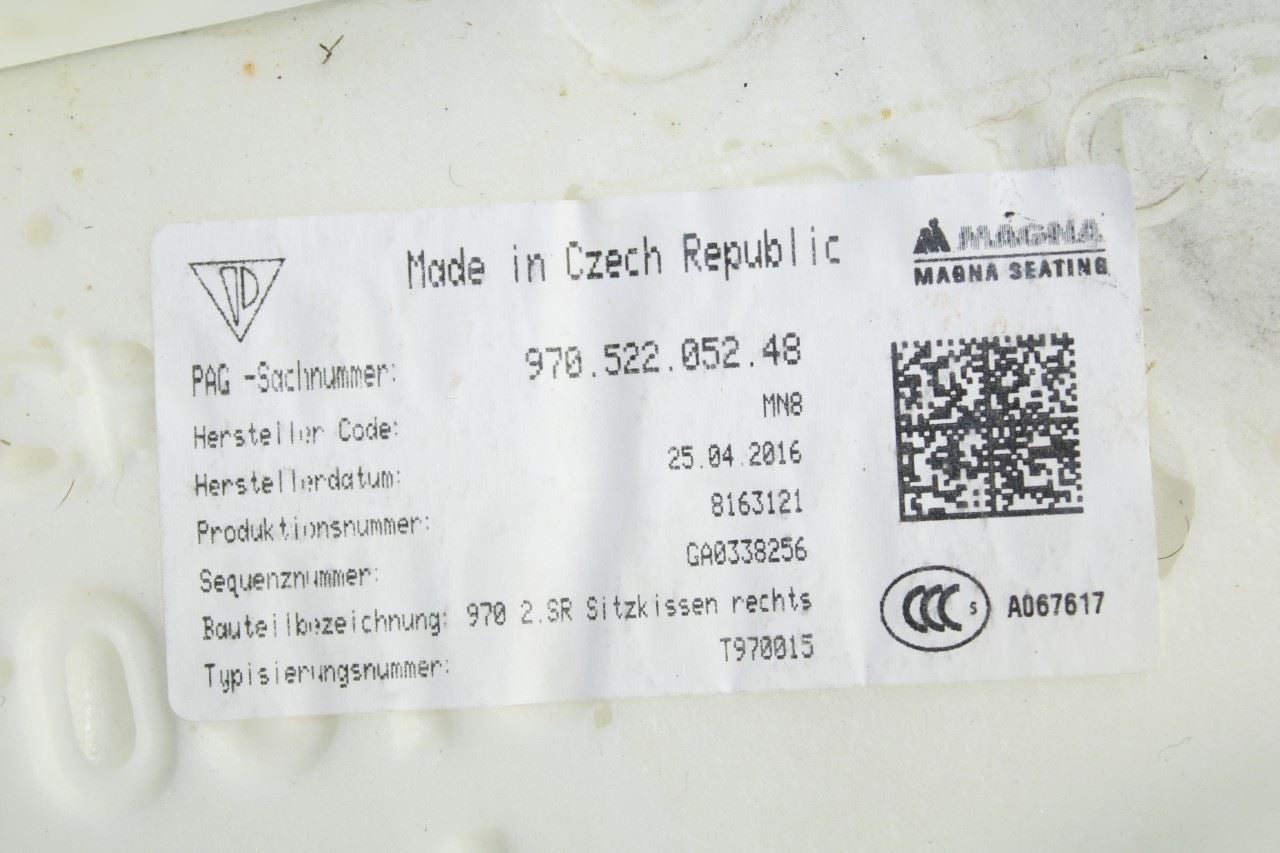 Made in Czech Republic
MAGNA
MAGNA SEATING
PAG -Sachnummer: 970.522.052.48
Hersteller Code: MN8
Herstellerdatum: 25.04.2016
Produktionsnummer: 8163121
Sequenznummer: GA0338256
Bauteilbezeichnung: 970 2.SR Sitzkissen rechts
Typisierungsnummer: T970015
CCC S A067617